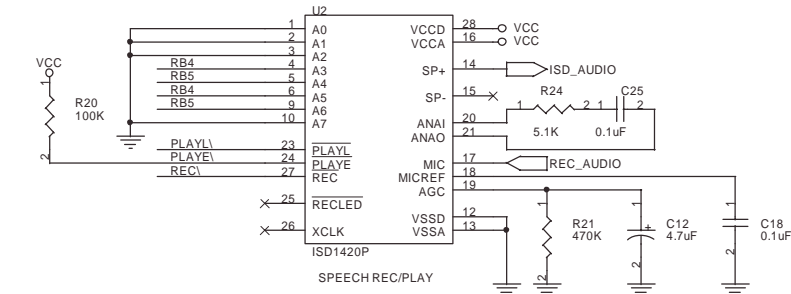 U2
1 A0 VCCD 28 VCC
2 A1 VCCA 16 VCC
3 A2
VCC RB4 4 A3 SP+ 14 ISD_AUDIO
RB5 5 A4
RB4 6 A5 SP- 15 R24 C25
RB5 9 A6
10 A7 ANAI 20 1 2 1 2
1 R20 100K ANAO 21 5.1K 0.1uF
PLAYL\ 23 PLAYL
2 PLAYE\ 24 PLAYE MIC 17 REC_AUDIO
REC\ 27 REC MICREF 18
AGC 19
25 RECLED VSSD 12
VSSA 13
26 XCLK
1 R21 470K 2
1 + C12 4.7uF 2
1 C18 0.1uF 2
ISD1420P
SPEECH REC/PLAY